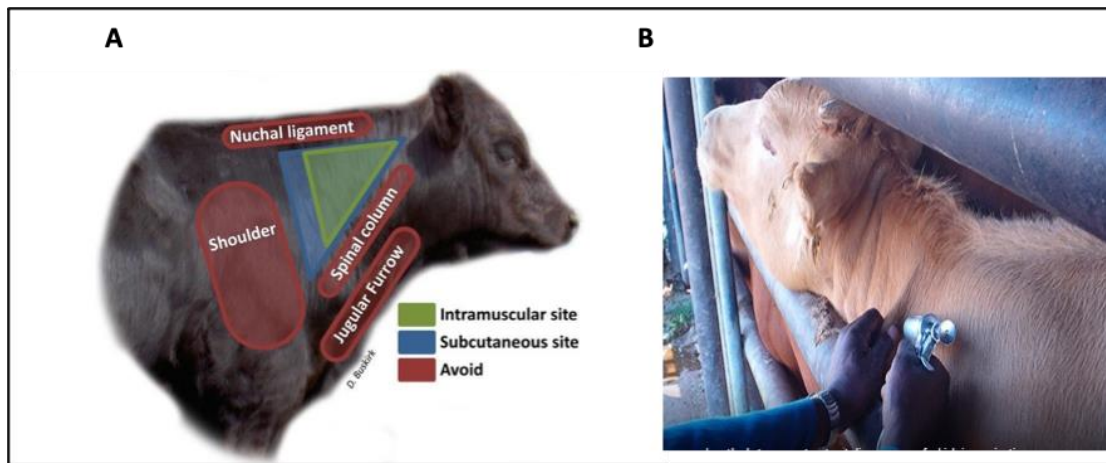 A
B
Nuchal ligament
Shoulder
Spinal column
Jugular Furrow
Intramuscular site
Subcutaneous site
Avoid
D. Buskirk